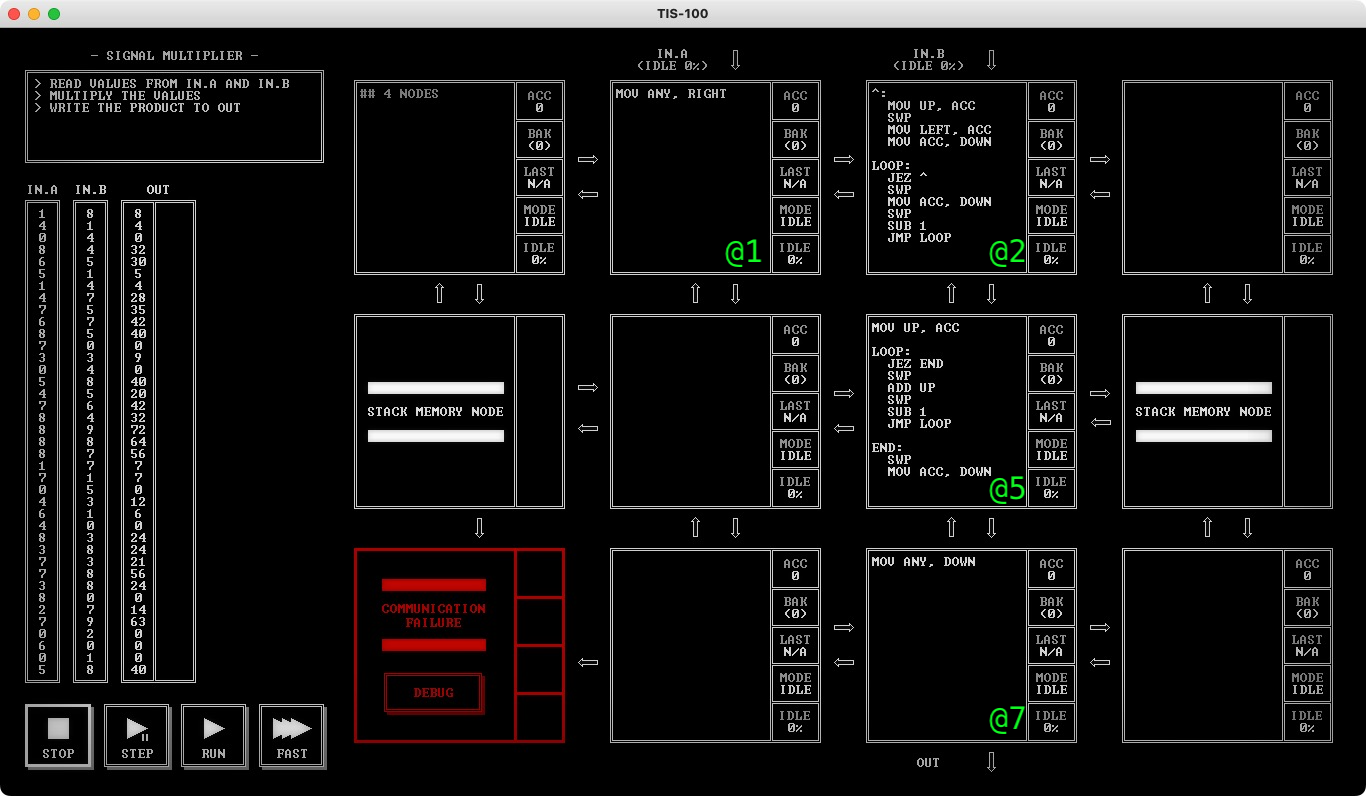 TIS-100
- SIGNAL MULTIPLIER -
> READ VALUES FROM IN.A AND IN.B
> MULTIPLY THE VALUES
> WRITE THE PRODUCT TO OUT
IN.A IN.B OUT
1 8 8
4 1 4
0 4 0
8 4 32
6 5 30
5 1 5
1 4 4
4 7 28
7 5 35
6 7 42
8 5 40
7 0 0
3 3 9
0 4 0
5 8 40
4 5 20
7 6 42
8 4 32
8 9 72
8 8 64
8 7 56
1 7 7
7 1 7
0 5 0
4 3 12
6 1 6
4 0 0
8 3 24
3 8 24
7 3 21
7 8 56
3 8 24
8 0 0
2 7 14
7 9 63
0 2 0
6 0 0
0 1 0
5 8 40
STOP
STEP
RUN
FAST
IN.A
(IDLE 0%)
IN.B
(IDLE 0%)
## 4 NODES
ACC
0
BAK
(0)
LAST
N/A
MODE
IDLE
IDLE
0%
MOV ANY, RIGHT
@1
ACC
0
BAK
(0)
LAST
N/A
MODE
IDLE
IDLE
0%
^:
MOV UP, ACC
SWP
MOV LEFT, ACC
MOV ACC, DOWN
LOOP:
JEZ ^
SWP
MOV ACC, DOWN
SWP
SUB 1
JMP LOOP
@2
ACC
0
BAK
(0)
LAST
N/A
MODE
IDLE
IDLE
0%
ACC
0
BAK
(0)
LAST
N/A
MODE
IDLE
IDLE
0%
STACK MEMORY NODE
ACC
0
BAK
(0)
LAST
N/A
MODE
IDLE
IDLE
0%
MOV UP, ACC
LOOP:
JEZ END
SWP
ADD UP
SWP
SUB 1
JMP LOOP
END:
SWP
MOV ACC, DOWN
@5
ACC
0
BAK
(0)
LAST
N/A
MODE
IDLE
IDLE
0%
STACK MEMORY NODE
COMMUNICATION
FAILURE
DEBUG
ACC
0
BAK
(0)
LAST
N/A
MODE
IDLE
IDLE
0%
MOV ANY, DOWN
@7
ACC
0
BAK
(0)
LAST
N/A
MODE
IDLE
IDLE
0%
ACC
0
BAK
(0)
LAST
N/A
MODE
IDLE
IDLE
0%
OUT